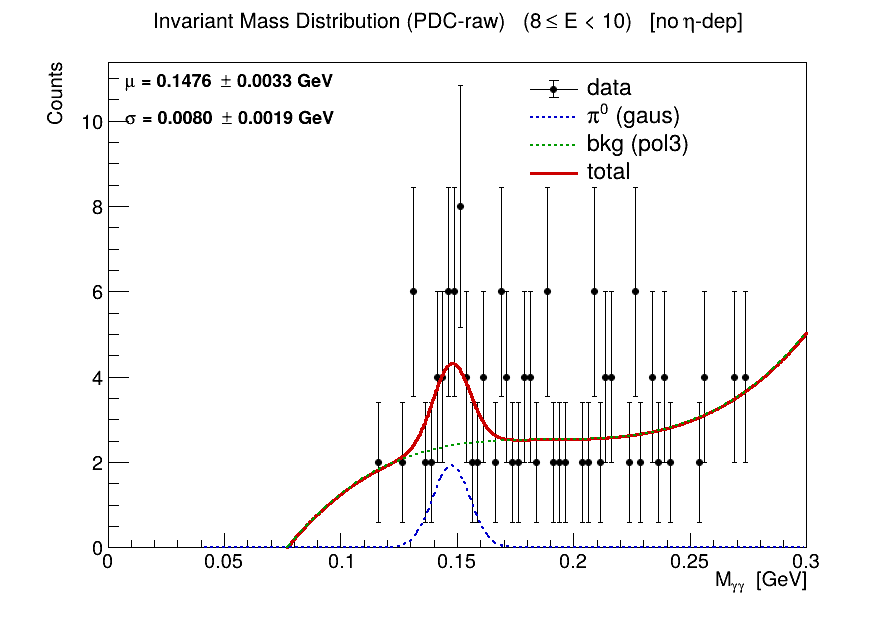 Invariant Mass Distribution (PDC-raw) (8 ≤ E < 10) [no η-dep]
Counts
μ = 0.1476 ± 0.0033 GeV
σ = 0.0080 ± 0.0019 GeV
data
π⁰ (gaus)
bkg (pol3)
total
10
8
6
4
2
0
0 0.05 0.1 0.15 0.2 0.25 0.3
Mγγ [GeV]